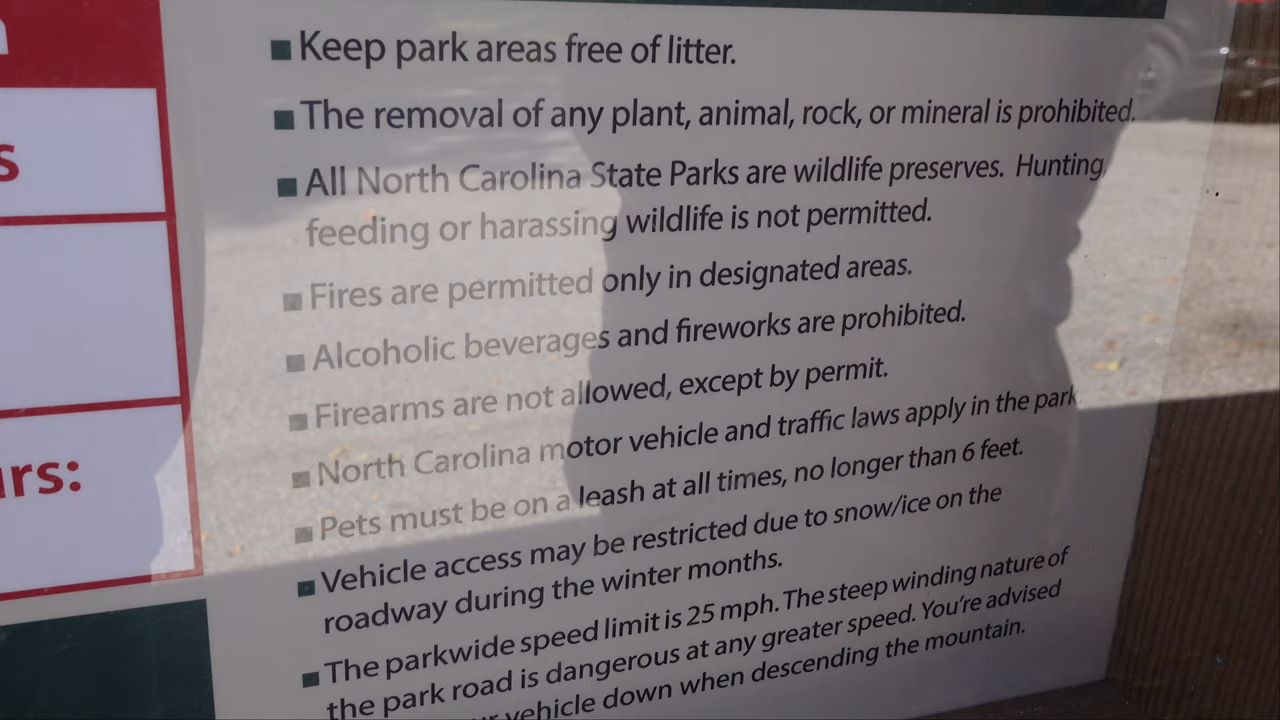 Keep park areas free of litter.
The removal of any plant, animal, rock, or mineral is prohibited.
All North Carolina State Parks are wildlife preserves. Hunting,
feeding or harassing wildlife is not permitted.
Fires are permitted only in designated areas.
Alcoholic beverages and fireworks are prohibited.
Firearms are not allowed, except by permit.
North Carolina motor vehicle and traffic laws apply in the park.
Pets must be on a leash at all times, no longer than 6 feet.
Vehicle access may be restricted due to snow/ice on the
roadway during the winter months.
The parkwide speed limit is 25 mph. The steep winding nature of
the park road is dangerous at any greater speed. You're advised
vehicle down when descending the mountain.